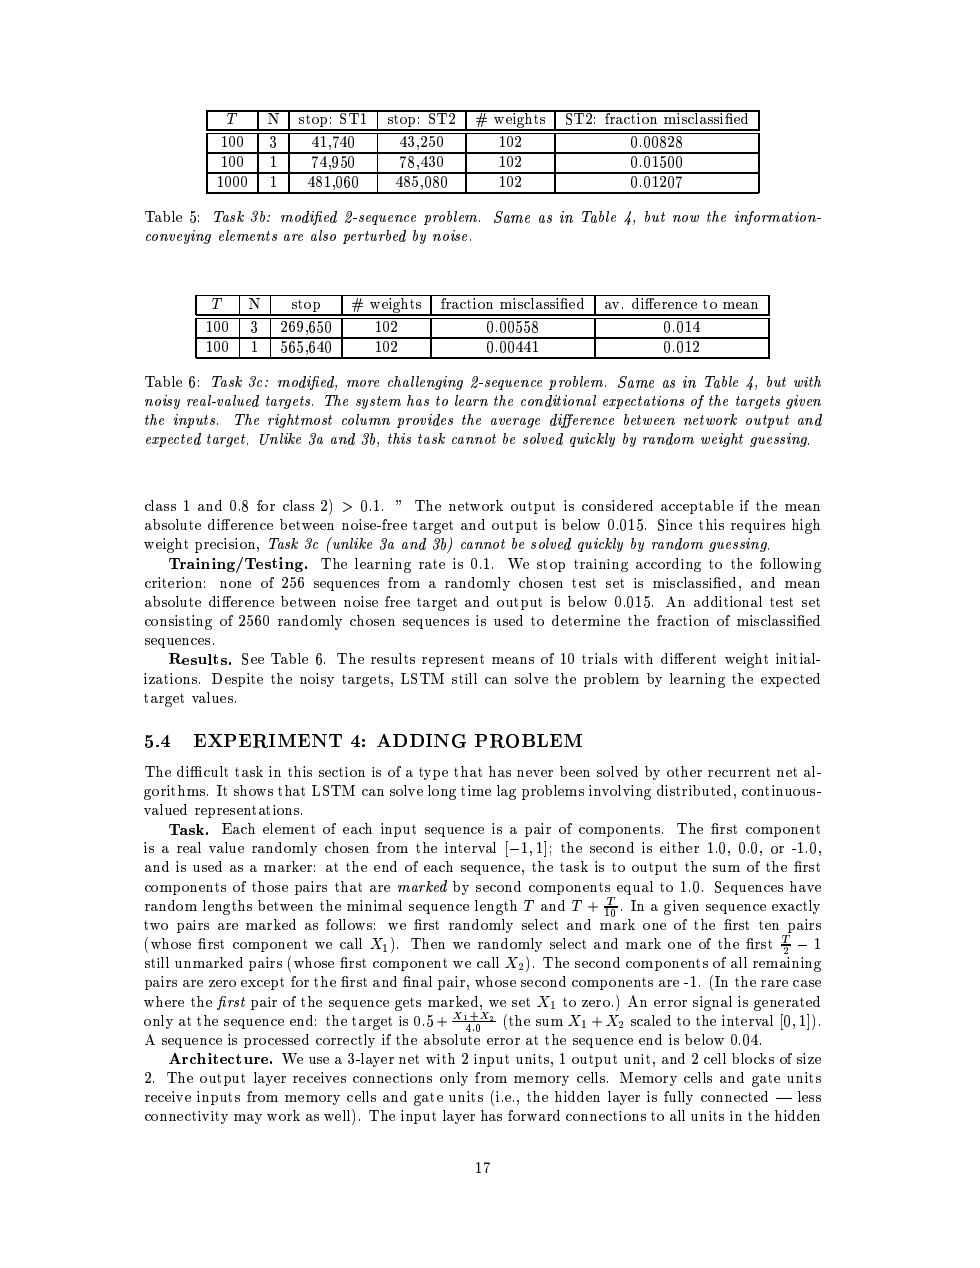 T N stop: ST1 stop: ST2 # weights ST2: fraction misclassified
100 3 41,740 43,250 102 0.00828
100 1 74,950 78,430 102 0.01500
1000 1 481,060 485,080 102 0.01207
Table 5: Task 3b: modified 2-sequence problem. Same as in Table 4, but now the information-
conveying elements are also perturbed by noise.
T N stop # weights fraction misclassified av. difference to mean
100 3 269,650 102 0.00558 0.014
100 1 565,640 102 0.00441 0.012
Table 6: Task 3c: modified, more challenging 2-sequence problem. Same as in Table 4, but with
noisy real-valued targets. The system has to learn the conditional expectations of the targets given
the inputs. The rightmost column provides the average difference between network output and
expected target. Unlike 3a and 3b, this task cannot be solved quickly by random weight guessing.
class 1 and 0.8 for class 2) > 0.1. ” The network output is considered acceptable if the mean
absolute difference between noise-free target and output is below 0.015. Since this requires high
weight precision, Task 3c (unlike 3a and 3b) cannot be solved quickly by random guessing.
Training/Testing. The learning rate is 0.1. We stop training according to the following
criterion: none of 256 sequences from a randomly chosen test set is misclassified, and mean
absolute difference between noise free target and output is below 0.015. An additional test set
consisting of 2560 randomly chosen sequences is used to determine the fraction of misclassified
sequences.
Results. See Table 6. The results represent means of 10 trials with different weight initial-
izations. Despite the noisy targets, LSTM still can solve the problem by learning the expected
target values.
5.4 EXPERIMENT 4: ADDING PROBLEM
The difficult task in this section is of a type that has never been solved by other recurrent net al-
gorithms. It shows that LSTM can solve long time lag problems involving distributed, continuous-
valued representations.
Task. Each element of each input sequence is a pair of components. The first component
is a real value randomly chosen from the interval [−1, 1]; the second is either 1.0, 0.0, or -1.0,
and is used as a marker: at the end of each sequence, the task is to output the sum of the first
components of those pairs that are marked by second components equal to 1.0. Sequences have
random lengths between the minimal sequence length T and T + T/10. In a given sequence exactly
two pairs are marked as follows: we first randomly select and mark one of the first ten pairs
(whose first component we call X₁). Then we randomly select and mark one of the first T/2 − 1
still unmarked pairs (whose first component we call X₂). The second components of all remaining
pairs are zero except for the first and final pair, whose second components are -1. (In the rare case
where the first pair of the sequence gets marked, we set X₁ to zero.) An error signal is generated
only at the sequence end: the target is 0.5 + (X₁+X₂)/4.0 (the sum X₁ + X₂ scaled to the interval [0, 1]).
A sequence is processed correctly if the absolute error at the sequence end is below 0.04.
Architecture. We use a 3-layer net with 2 input units, 1 output unit, and 2 cell blocks of size
2. The output layer receives connections only from memory cells. Memory cells and gate units
receive inputs from memory cells and gate units (i.e., the hidden layer is fully connected — less
connectivity may work as well). The input layer has forward connections to all units in the hidden
17